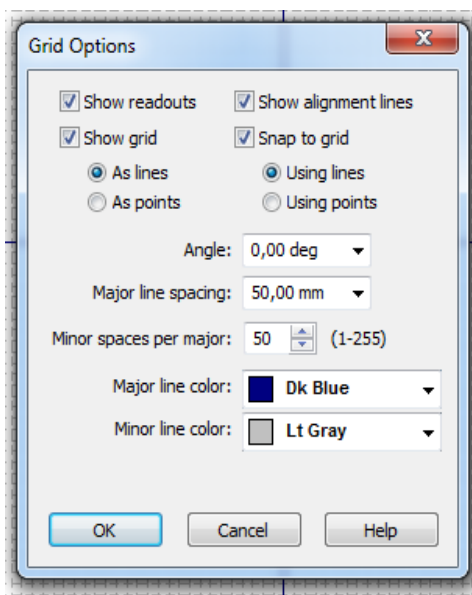 Grid Options
Show readouts Show alignment lines
Show grid Snap to grid
As lines Using lines
As points Using points
Angle: 0,00 deg
Major line spacing: 50,00 mm
Minor spaces per major: 50 (1-255)
Major line color: Dk Blue
Minor line color: Lt Gray
OK Cancel Help